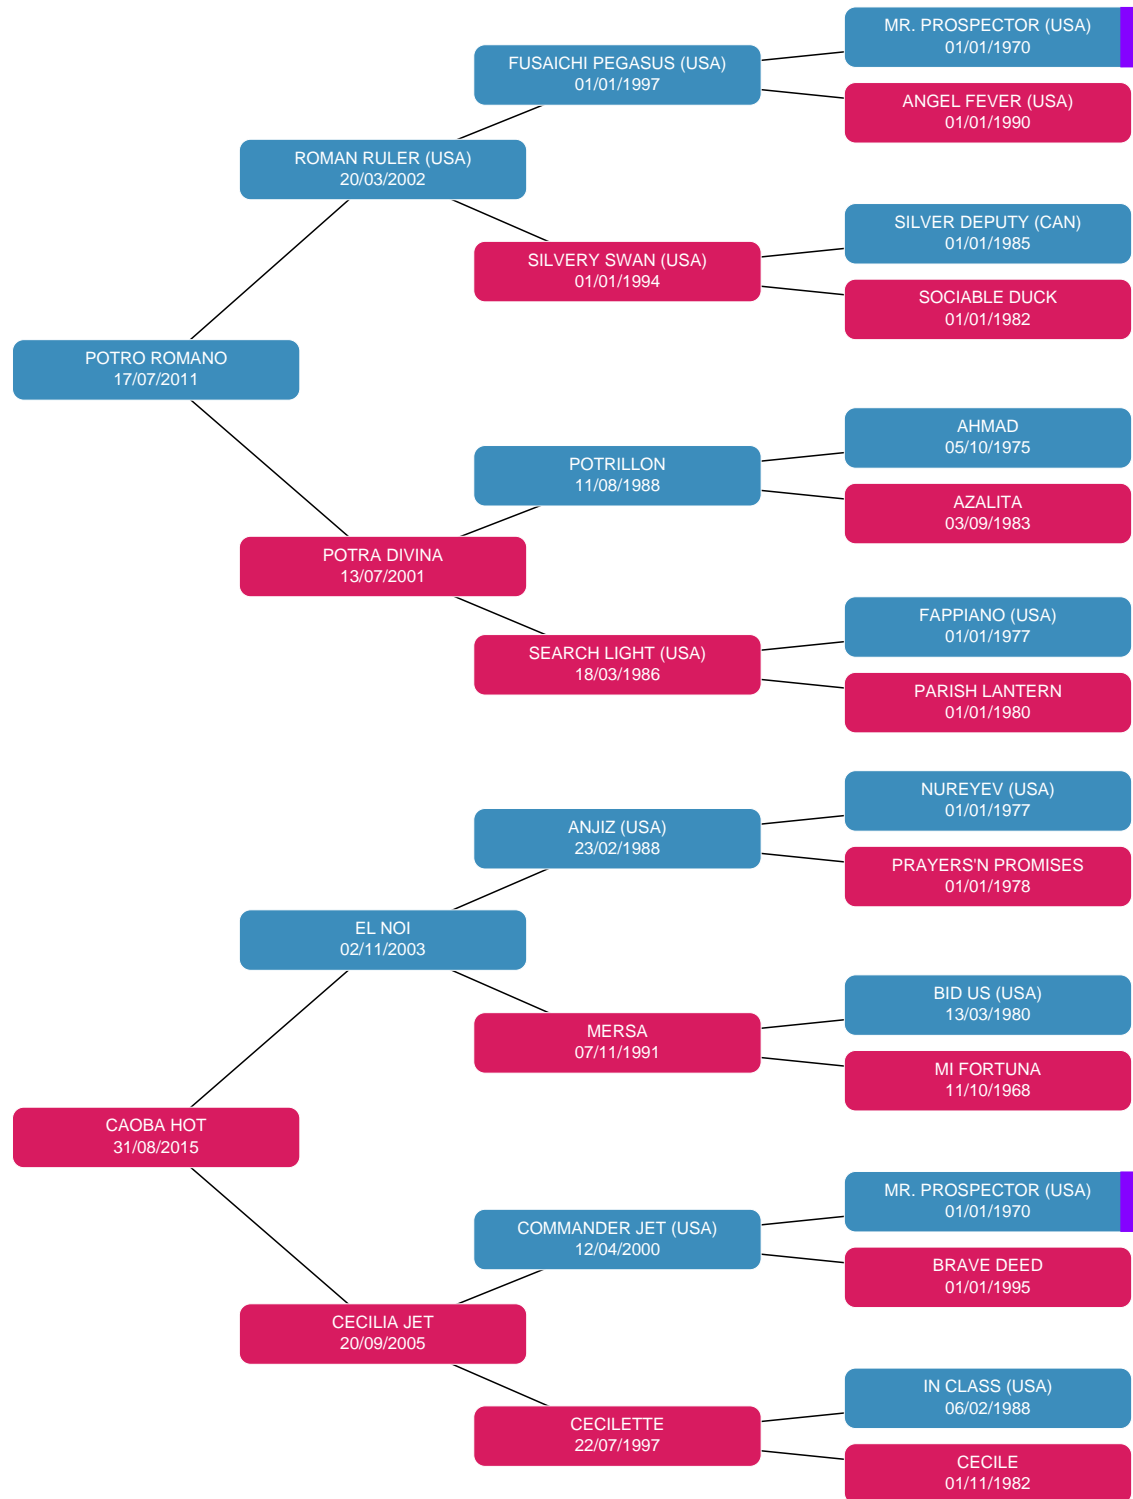 MR. PROSPECTOR (USA)
01/01/1970
FUSAICHI PEGASUS (USA)
01/01/1997
ANGEL FEVER (USA)
01/01/1990
ROMAN RULER (USA)
20/03/2002
SILVER DEPUTY (CAN)
01/01/1985
SILVERY SWAN (USA)
01/01/1994
SOCIABLE DUCK
01/01/1982
POTRO ROMANO
17/07/2011
AHMAD
05/10/1975
POTRILLON
11/08/1988
AZALITA
03/09/1983
POTRA DIVINA
13/07/2001
FAPPIANO (USA)
01/01/1977
SEARCH LIGHT (USA)
18/03/1986
PARISH LANTERN
01/01/1980
NUREYEV (USA)
01/01/1977
ANJIZ (USA)
23/02/1988
PRAYERS'N PROMISES
01/01/1978
EL NOI
02/11/2003
BID US (USA)
13/03/1980
MERSA
07/11/1991
MI FORTUNA
11/10/1968
CAOBA HOT
31/08/2015
MR. PROSPECTOR (USA)
01/01/1970
COMMANDER JET (USA)
12/04/2000
BRAVE DEED
01/01/1995
CECILIA JET
20/09/2005
IN CLASS (USA)
06/02/1988
CECILETTE
22/07/1997
CECILE
01/11/1982